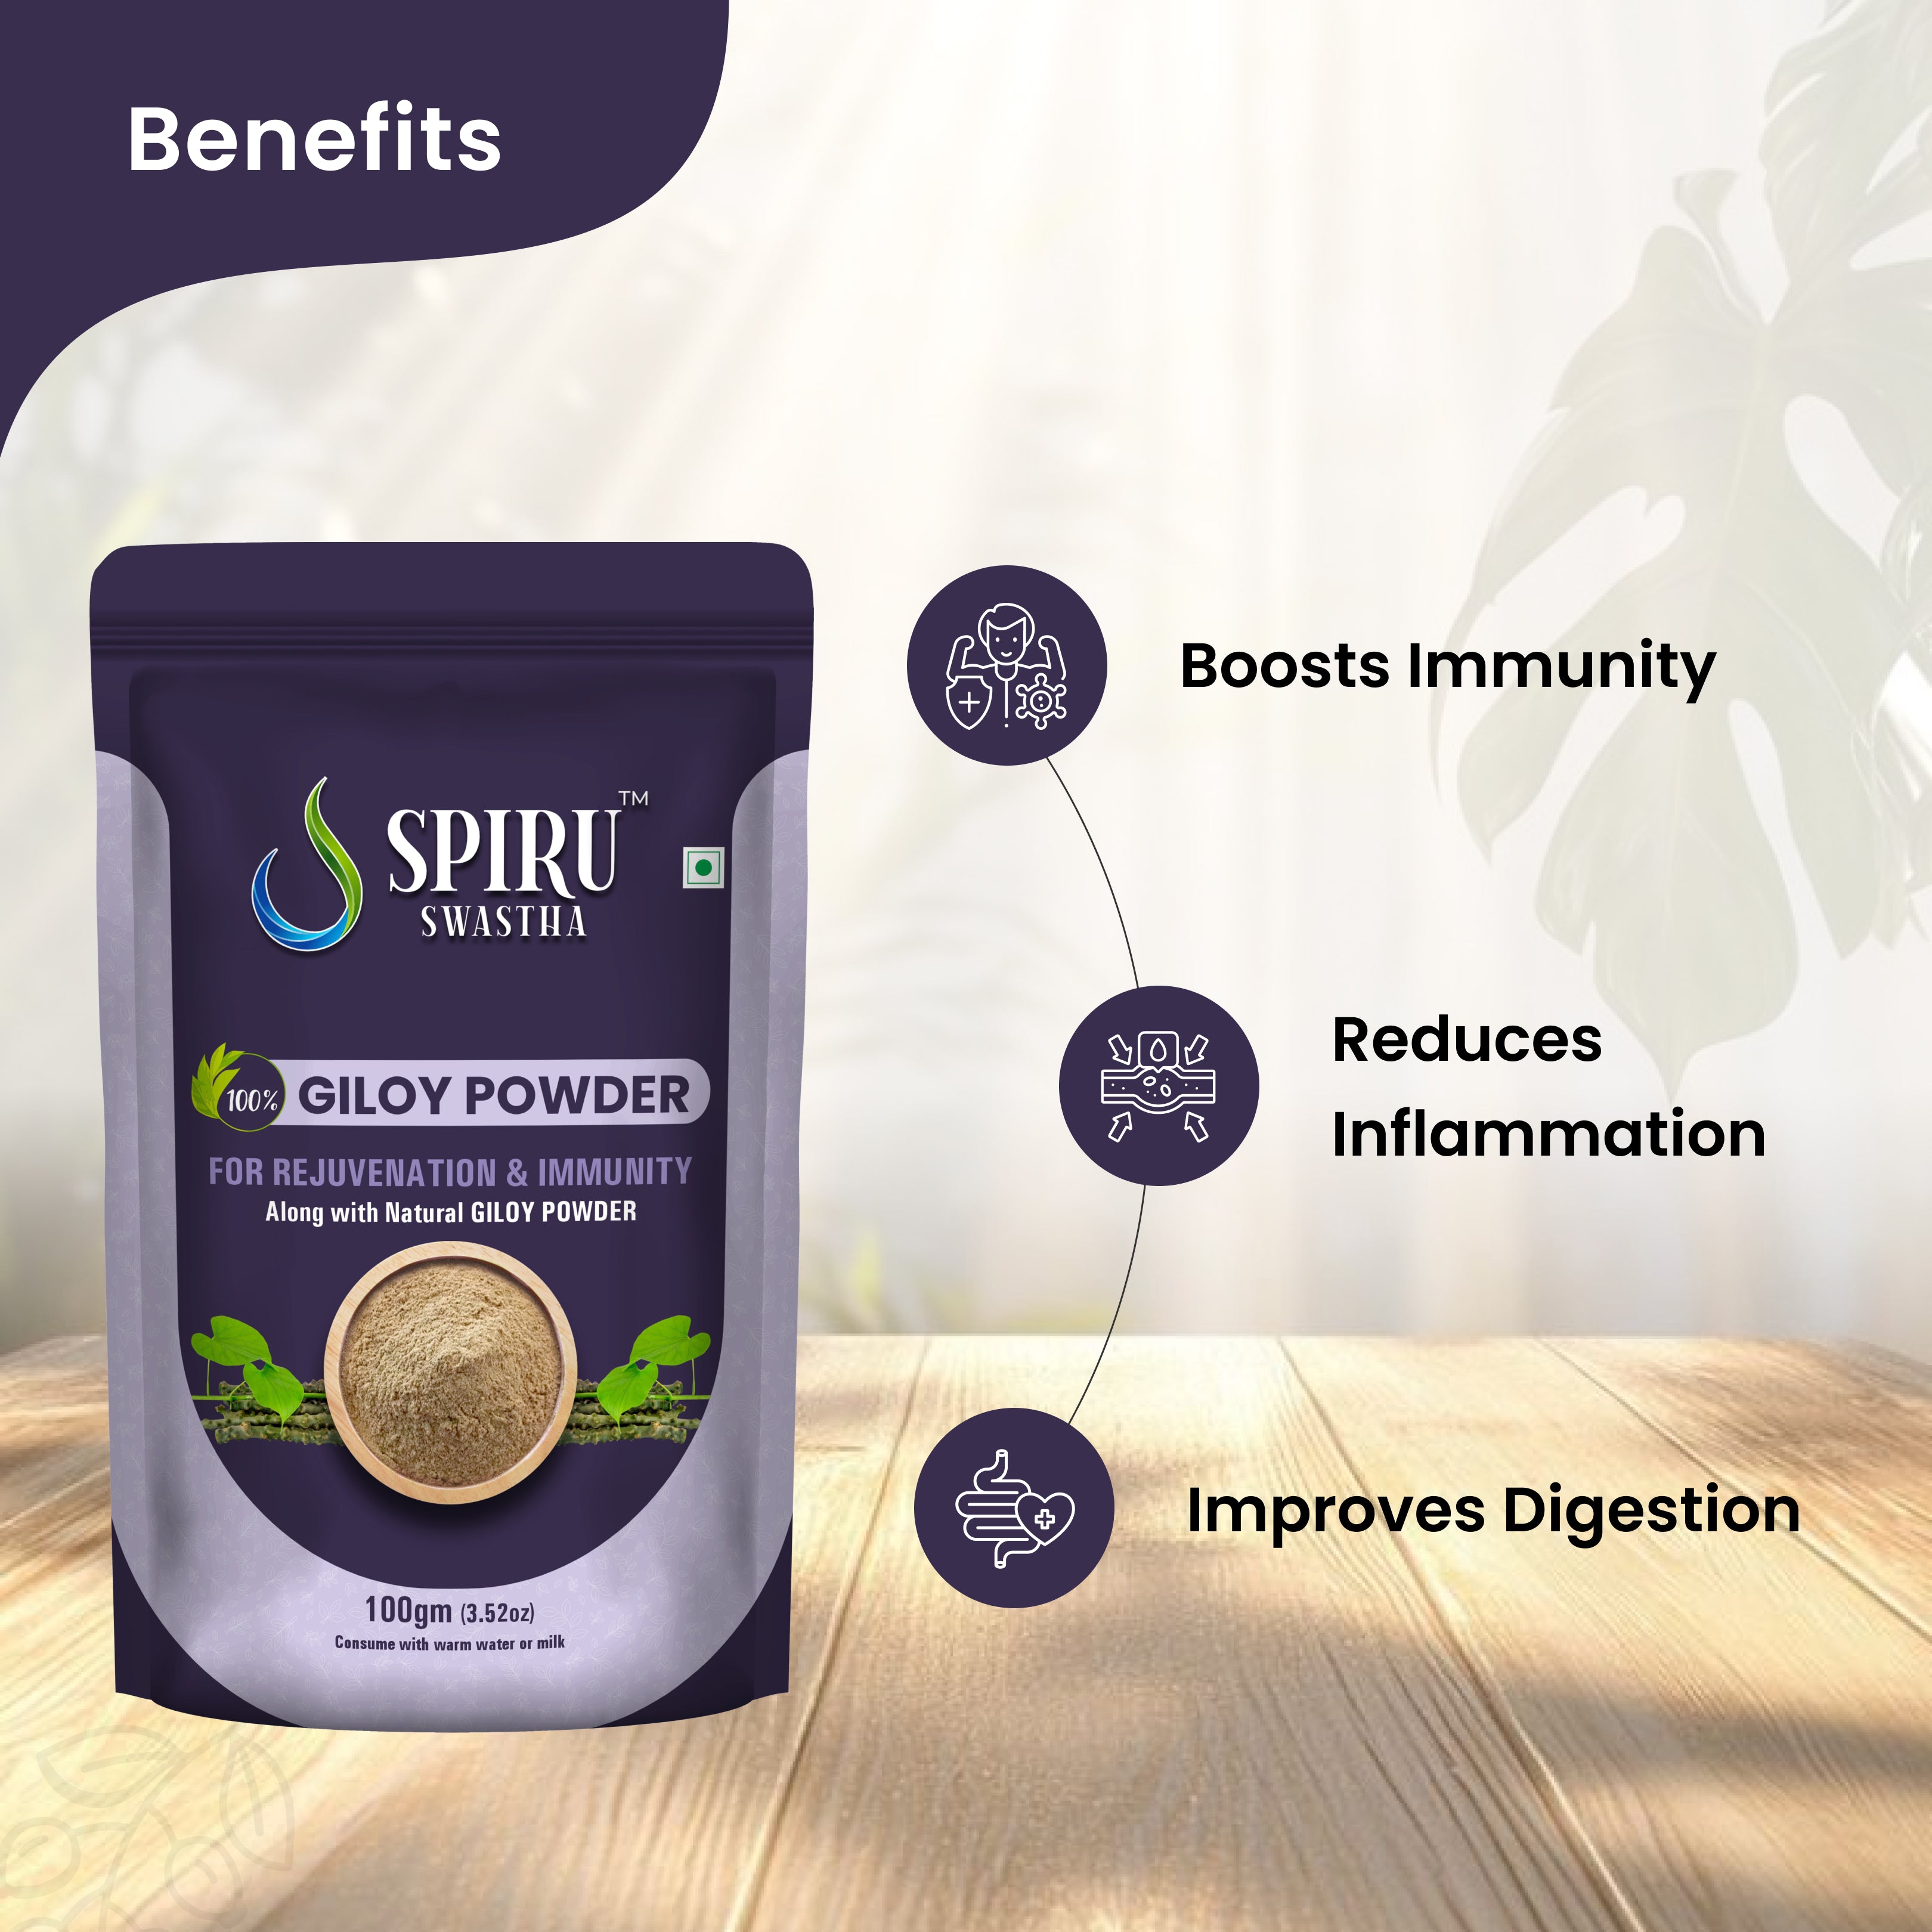 Benefits
SPIRU™
SWASTHA
100% GILOY POWDER
FOR REJUVENATION & IMMUNITY
Along with Natural GILOY POWDER
100gm (3.52oz)
Consume with warm water or milk
Boosts Immunity
Reduces
Inflammation
Improves Digestion